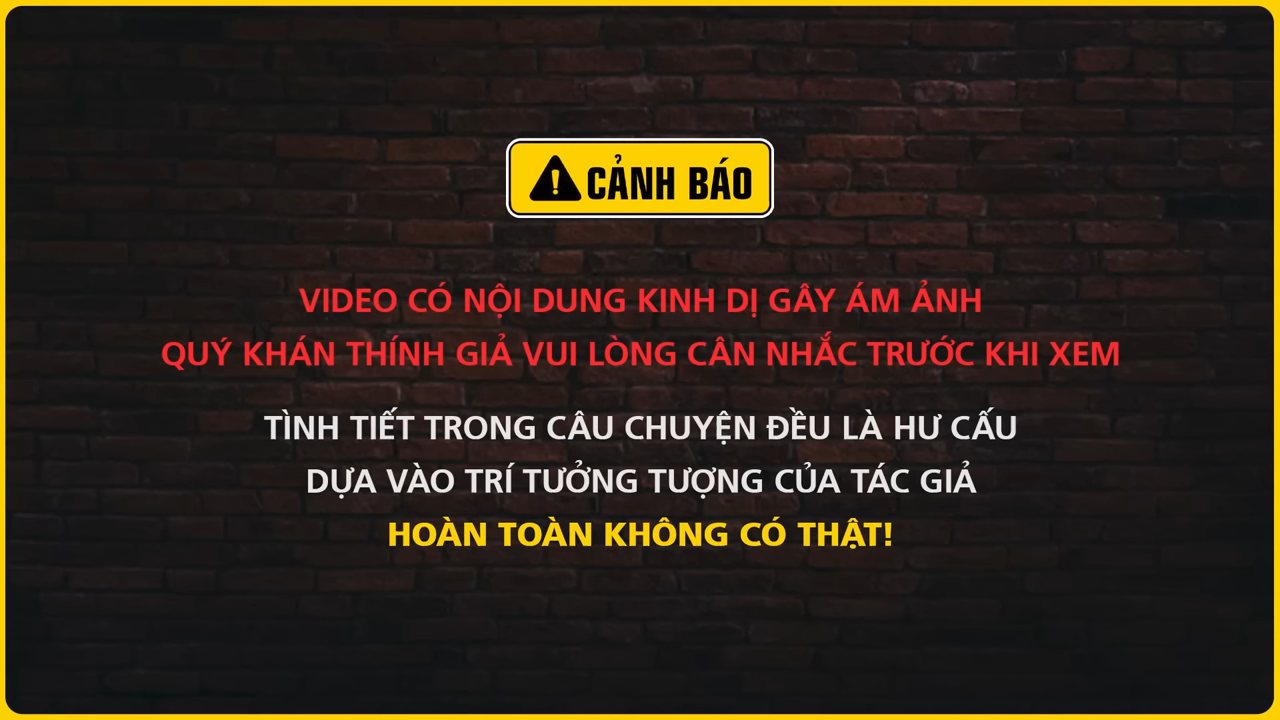 CẢNH BÁO
VIDEO CÓ NỘI DUNG KINH DỊ GÂY ÁM ẢNH
QUÝ KHÁN THÍNH GIẢ VUI LÒNG CÂN NHẮC TRƯỚC KHI XEM
TÌNH TIẾT TRONG CÂU CHUYỆN ĐỀU LÀ HƯ CẤU
DỰA VÀO TRÍ TƯỞNG TƯỢNG CỦA TÁC GIẢ
HOÀN TOÀN KHÔNG CÓ THẬT!